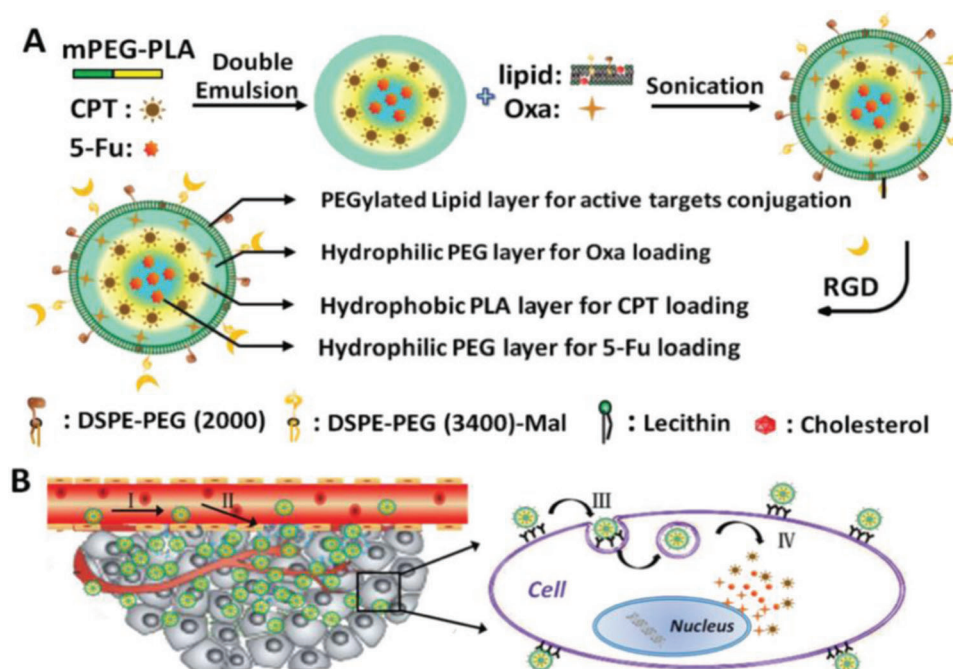 A
mPEG-PLA
CPT :
5-Fu:
Double
Emulsion
+
lipid:
Oxa:
Sonication
PEGylated Lipid layer for active targets conjugation
Hydrophilic PEG layer for Oxa loading
Hydrophobic PLA layer for CPT loading
Hydrophilic PEG layer for 5-Fu loading
RGD
: DSPE-PEG (2000)
: DSPE-PEG (3400)-Mal
: Lecithin
: Cholesterol
B
I
II
III
IV
Cell
Nucleus